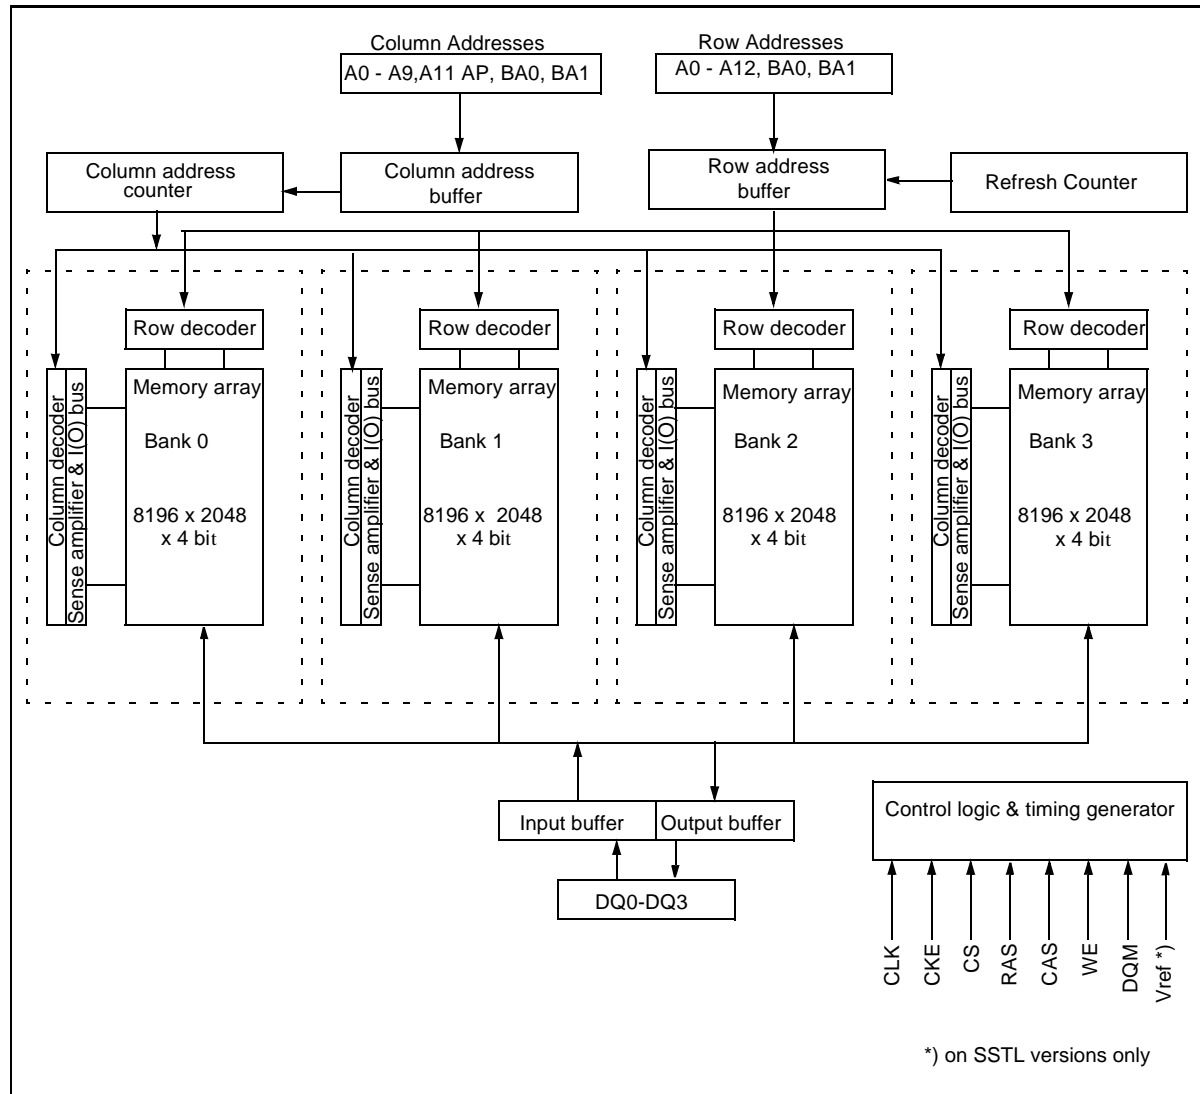 Column Addresses
A0 - A9,A11 AP, BA0, BA1
Row Addresses
A0 - A12, BA0, BA1
Column address
counter
Column address
buffer
Row address
buffer
Refresh Counter
Row decoder
Row decoder
Row decoder
Row decoder
Column decoder
Sense amplifier & I(O) bus
Memory array
Bank 0
8196 x 2048
x 4 bit
Column decoder
Sense amplifier & I(O) bus
Memory array
Bank 1
8196 x 2048
x 4 bit
Column decoder
Sense amplifier & I(O) bus
Memory array
Bank 2
8196 x 2048
x 4 bit
Column decoder
Sense amplifier & I(O) bus
Memory array
Bank 3
8196 x 2048
x 4 bit
Input buffer
Output buffer
DQ0-DQ3
Control logic & timing generator
CLK
CKE
CS
RAS
CAS
WE
DQM
Vref *)
*) on SSTL versions only